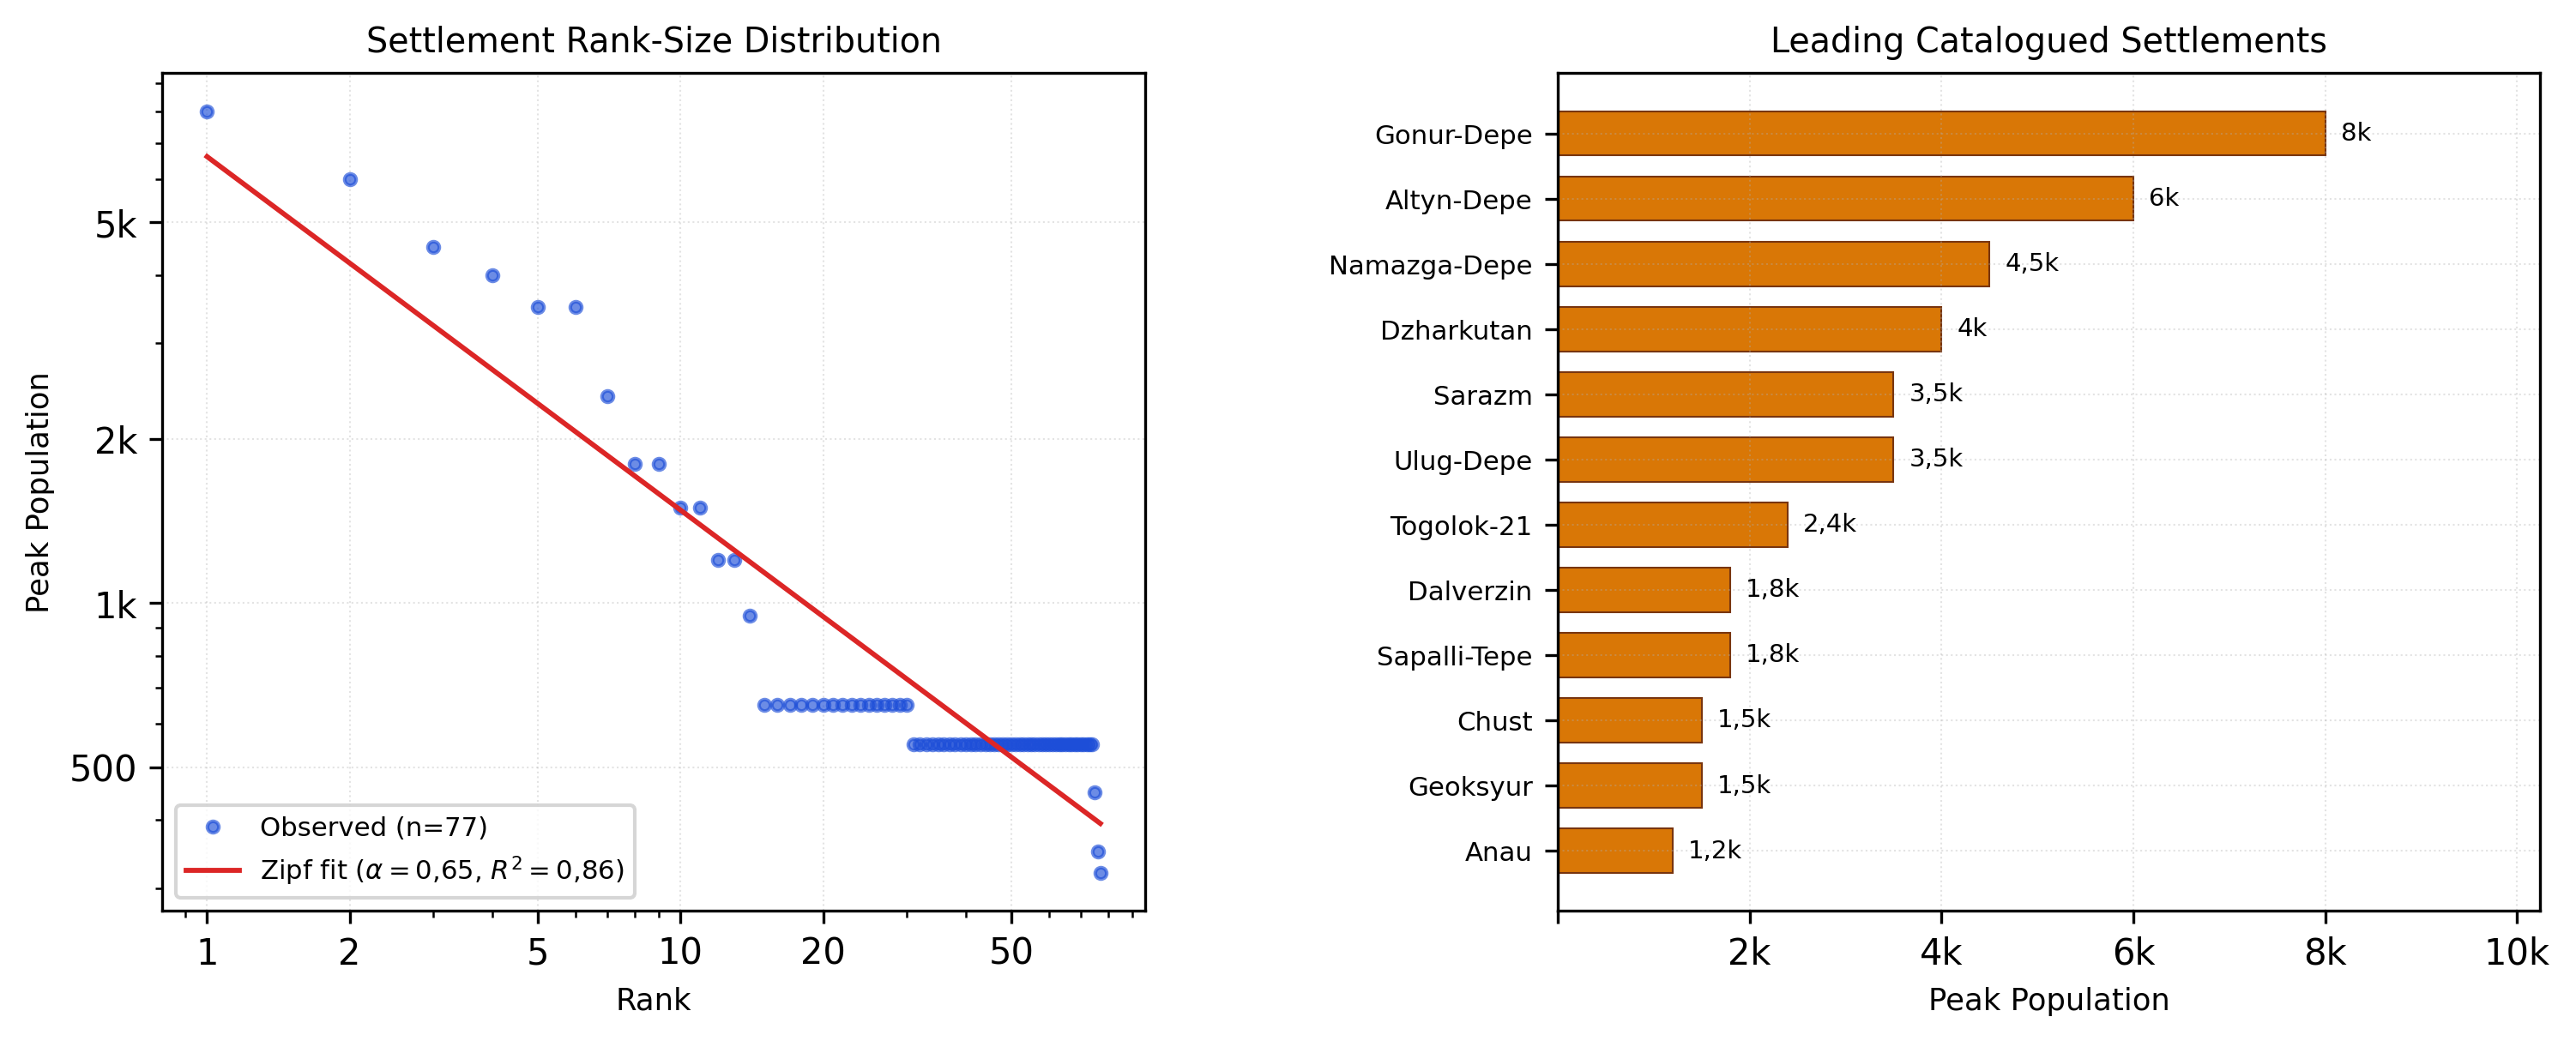 Settlement Rank-Size Distribution
Peak Population
5k
2k
1k
500
Observed (n=77)
Zipf fit (α = 0,65, R² = 0,86)
1 2 5 10 20 50
Rank
Leading Catalogued Settlements
Gonur-Depe 8k
Altyn-Depe 6k
Namazga-Depe 4,5k
Dzharkutan 4k
Sarazm 3,5k
Ulug-Depe 3,5k
Togolok-21 2,4k
Dalverzin 1,8k
Sapalli-Tepe 1,8k
Chust 1,5k
Geoksyur 1,5k
Anau 1,2k
2k 4k 6k 8k 10k
Peak Population